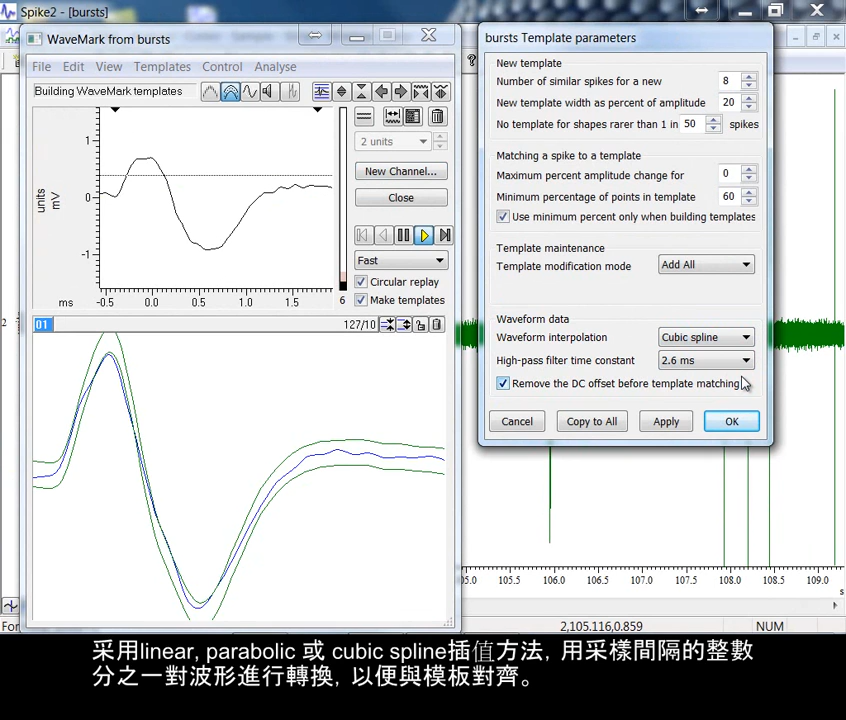 Spike2 - [bursts]
WaveMark from bursts
File Edit View Templates Control Analyse
Building WaveMark templates
2 units
New Channel...
Close
Fast
Circular replay
6 Make templates
units
mV
1
0
-1
ms -0.5 0.0 0.5 1.0 1.5
01 127/10
bursts Template parameters
New template
Number of similar spikes for a new 8
New template width as percent of amplitude 20
No template for shapes rarer than 1 in 50 spikes
Matching a spike to a template
Maximum percent amplitude change for 0
Minimum percentage of points in template 60
Use minimum percent only when building templates
Template maintenance
Template modification mode Add All
Waveform data
Waveform interpolation Cubic spline
High-pass filter time constant 2.6 ms
Remove the DC offset before template matching
Cancel Copy to All Apply OK
2
105.5 106.0 106.5 107.0 107.5 108.0 108.5 109.0
s
2,105.116,0.859 NUM
采用linear, parabolic 或 cubic spline插值方法, 用采樣間隔的整數
分之一對波形進行轉換, 以便與模板對齊。